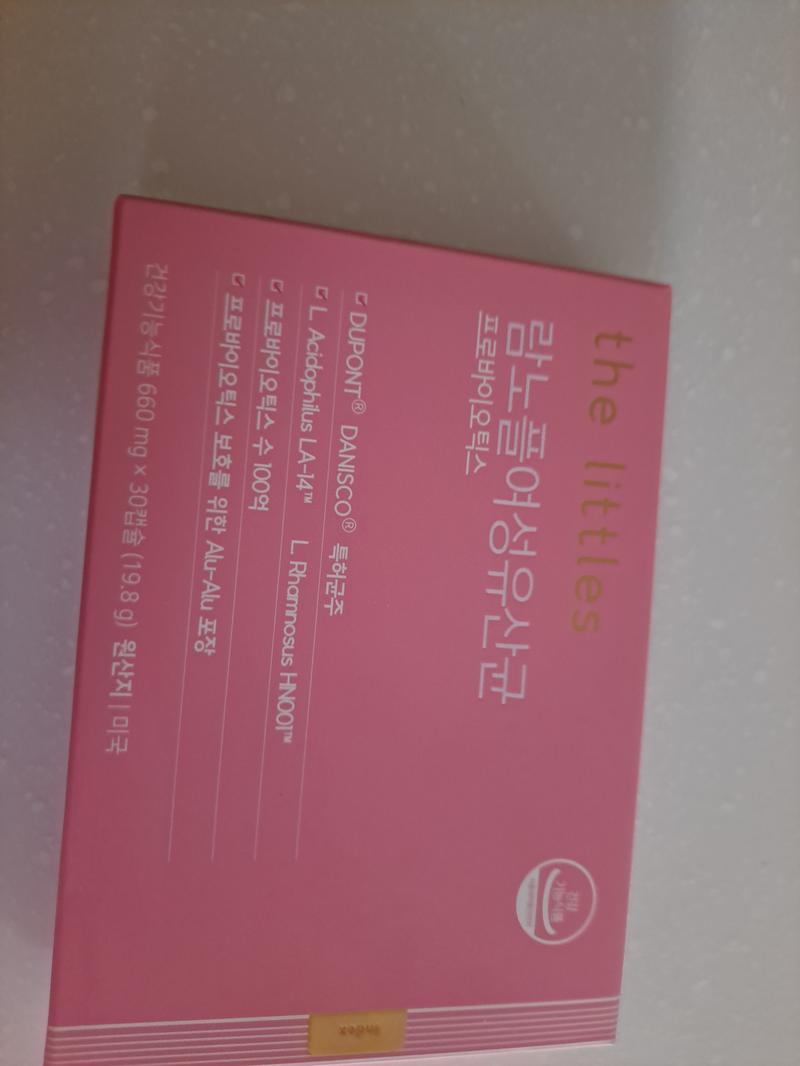 the littles
람노풀여성유산균
프로바이오틱스
DUPONT® DANISCO® 특허균주
L. Acidophilus LA-14™ L. Rhamnosus HN001™
프로바이오틱스 수 100억
프로바이오틱스 보호를 위한 Alu-Alu 포장
건강기능식품 660 mg × 30캡슐 (19.8 g) 원산지 | 미국
건강
기능식품
index